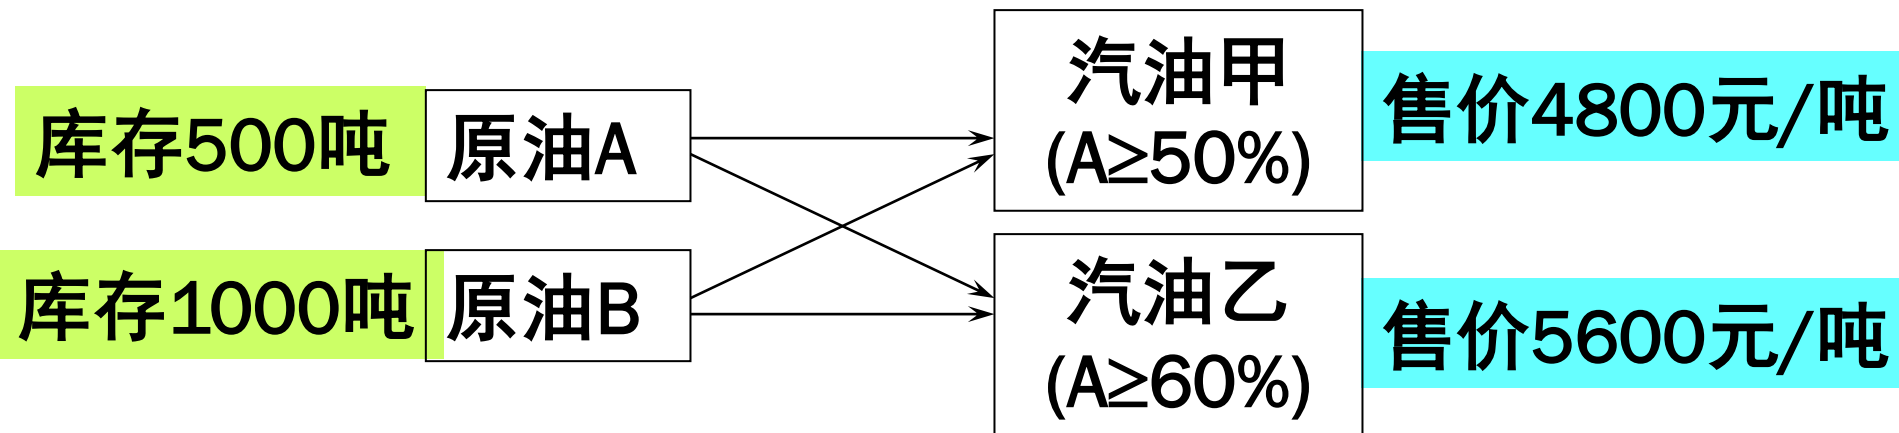 库存500吨
原油A
库存1000吨
原油B
汽油甲
(A≥50%)
售价4800元/吨
汽油乙
(A≥60%)
售价5600元/吨